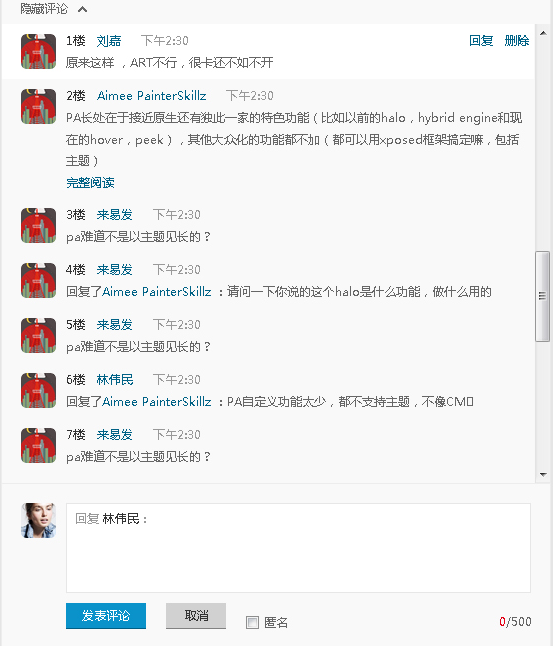 隐藏评论
1楼 刘嘉 下午2:30 回复 删除
原来这样 ，ART不行，很卡还不如不开
2楼 Aimee PainterSkillz 下午2:30
PA长处在于接近原生还有独此一家的特色功能（比如以前的halo，hybrid engine和现
在的hover，peek），其他大众化的功能都不加（都可以用xposed框架搞定嘛，包括
主题）
完整阅读
3楼 来易发 下午2:30
pa难道不是以主题见长的？
4楼 来易发 下午2:30
回复了Aimee PainterSkillz ：请问一下你说的这个halo是什么功能，做什么用的
5楼 来易发 下午2:30
pa难道不是以主题见长的？
6楼 林伟民 下午2:30
回复了Aimee PainterSkillz ：PA自定义功能太少，都不支持主题，不像CM
7楼 来易发 下午2:30
pa难道不是以主题见长的？
回复 林伟民：
发表评论 取消 匿名 0/500